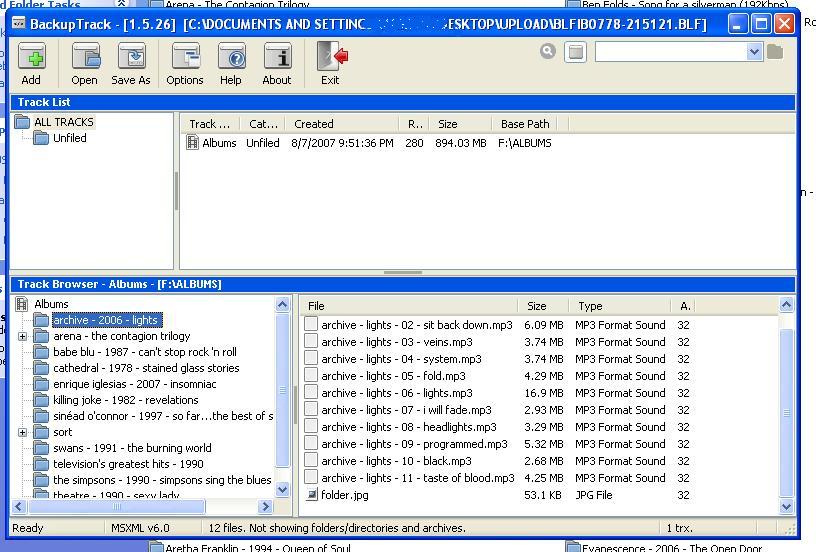 d Folder Tasks
Arena - The Contagion Trilogy
Ben Folds - Song for a silverman (192Kbps)
BackupTrack - [1.5.26] [C:\DOCUMENTS AND SETTING ESKTOP\UPLOAD\BLFIB0778-215121.BLF]
Add
Open
Save As
Options
Help
About
Exit
Track List
ALL TRACKS
Unfiled
Track ... Cat... Created R.. Size Base Path
Albums Unfiled 8/7/2007 9:51:36 PM 280 894.03 MB F:\ALBUMS
Track Browser - Albums - [F:\ALBUMS]
Albums
archive - 2006 - lights
arena - the contagion trilogy
babe blu - 1987 - can't stop rock 'n roll
cathedral - 1978 - stained glass stories
enrique iglesias - 2007 - insomniac
killing joke - 1982 - revelations
sinéad o'connor - 1997 - so far...the best of s
sort
swans - 1991 - the burning world
television's greatest hits - 1990
the simpsons - 1990 - simpsons sing the blues
theatre - 1990 - sexy lady
File Size Type A.
archive - lights - 02 - sit back down.mp3 6.09 MB MP3 Format Sound 32
archive - lights - 03 - veins.mp3 3.74 MB MP3 Format Sound 32
archive - lights - 04 - system.mp3 3.74 MB MP3 Format Sound 32
archive - lights - 05 - fold.mp3 4.29 MB MP3 Format Sound 32
archive - lights - 06 - lights.mp3 16.9 MB MP3 Format Sound 32
archive - lights - 07 - i will fade.mp3 2.93 MB MP3 Format Sound 32
archive - lights - 08 - headlights.mp3 3.29 MB MP3 Format Sound 32
archive - lights - 09 - programmed.mp3 5.32 MB MP3 Format Sound 32
archive - lights - 10 - black.mp3 2.68 MB MP3 Format Sound 32
archive - lights - 11 - taste of blood.mp3 4.25 MB MP3 Format Sound 32
folder.jpg 53.1 KB JPG File 32
Ready
MSXML v6.0
12 files. Not showing folders/directories and archives.
1 trx.
Aretha Franklin - 1994 - Queen of Soul
Evanescence - 2006 - The Open Door